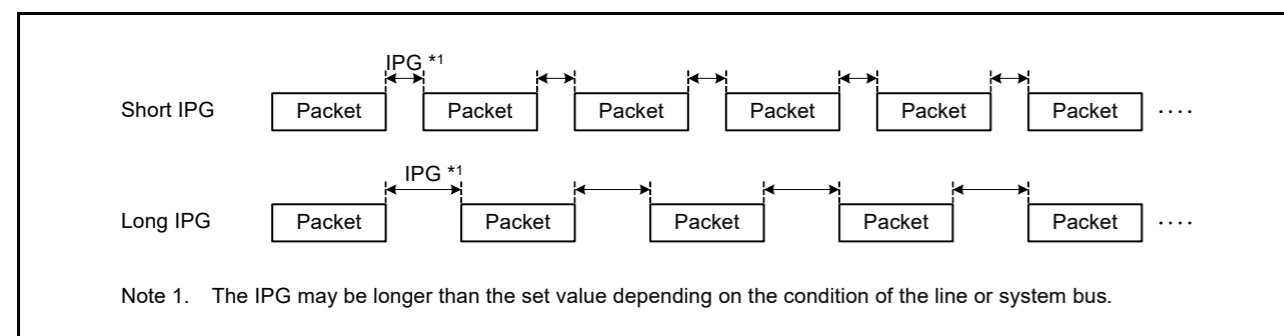 IPG *1
Short IPG Packet Packet Packet Packet Packet Packet ····
IPG *1
Long IPG Packet Packet Packet Packet Packet ····
Note 1. The IPG may be longer than the set value depending on the condition of the line or system bus.